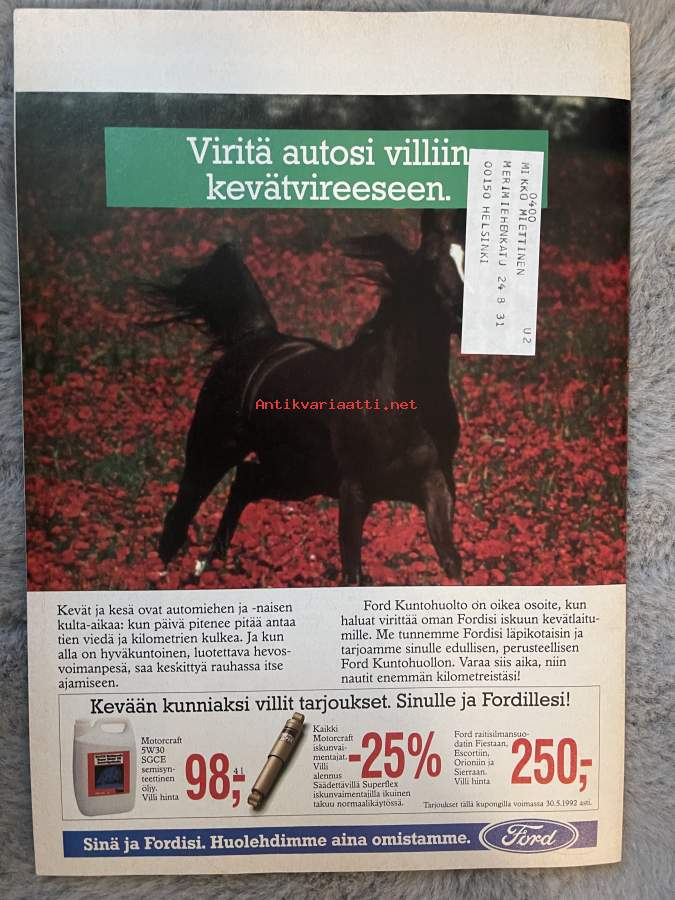 Viritä autosi villiin
kevätvireeseen.
0400 U2
MIKKO MIETTINEN
MERIMIEHENKATU 24 B 31
00150 HELSINKI
Antikvariaatti.net
Kevät ja kesä ovat automiehen ja -naisen
kulta-aikaa: kun päivä pitenee pitää antaa
tien viedä ja kilometrien kulkea. Ja kun
alla on hyväkuntoinen, luotettava hevos-
voimanpesä, saa keskittyä rauhassa itse
ajamiseen.
Ford Kuntohuolto on oikea osoite, kun
haluat virittää oman Fordisi iskuun kevätlaitu-
mille. Me tunnemme Fordisi läpikotaisin ja
tarjoamme sinulle edullisen, perusteellisen
Ford Kuntohuollon. Varaa siis aika, niin
nautit enemmän kilometreistäsi!
Kevään kunniaksi villit tarjoukset. Sinulle ja Fordillesi!
Motorcraft
5W30
SGCE
semisyn-
teettinen
öljy.
Villi hinta
98,- 4 l
Kaikki
Motorcraft
iskunvai-
mentajat.
Villi
alennus
-25%
Säädettävillä Superflex
iskunvaimentajilla ikuinen
takuu normaalikäytössä.
Ford raitisilmansuo-
datin Fiestaan,
Escortiin,
Orioniin ja
Sierraan.
Villi hinta
250,-
Tarjoukset tällä kupongilla voimassa 30.5.1992 asti.
Sinä ja Fordisi. Huolehdimme aina omistamme.
Ford